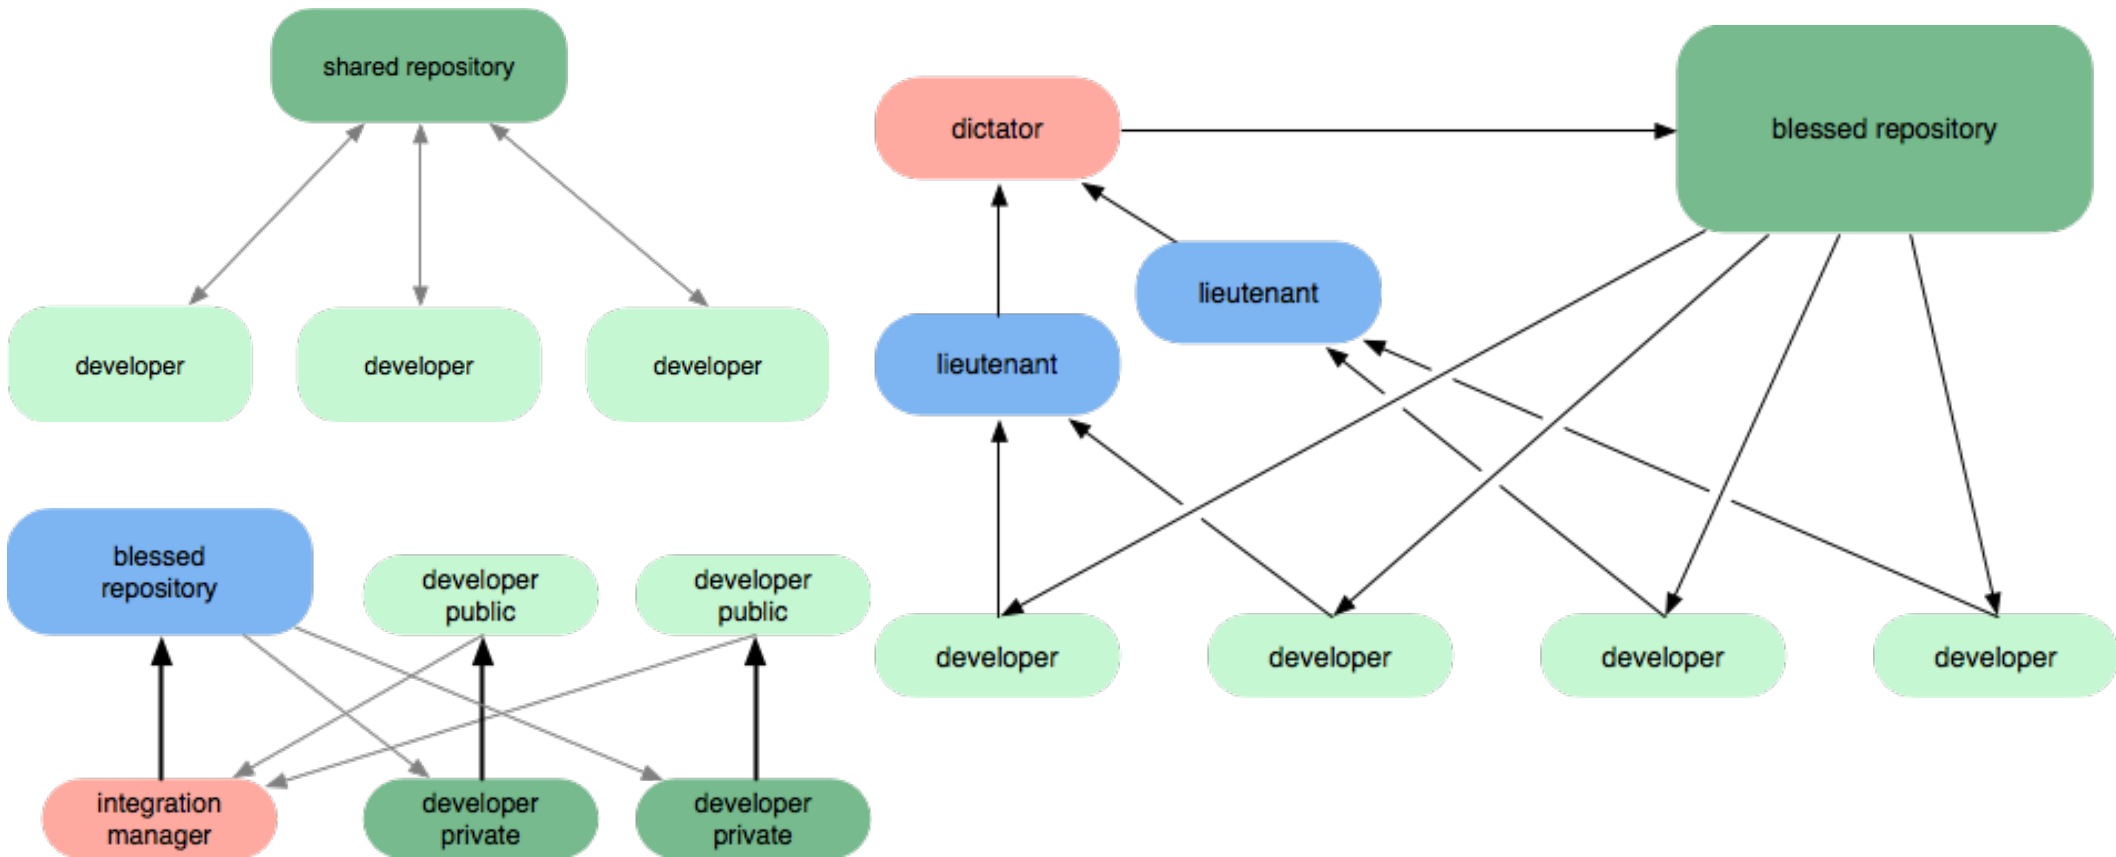 shared repository
developer
developer
developer
blessed
repository
developer
public
developer
public
integration
manager
developer
private
developer
private
dictator
blessed repository
lieutenant
lieutenant
developer
developer
developer
developer